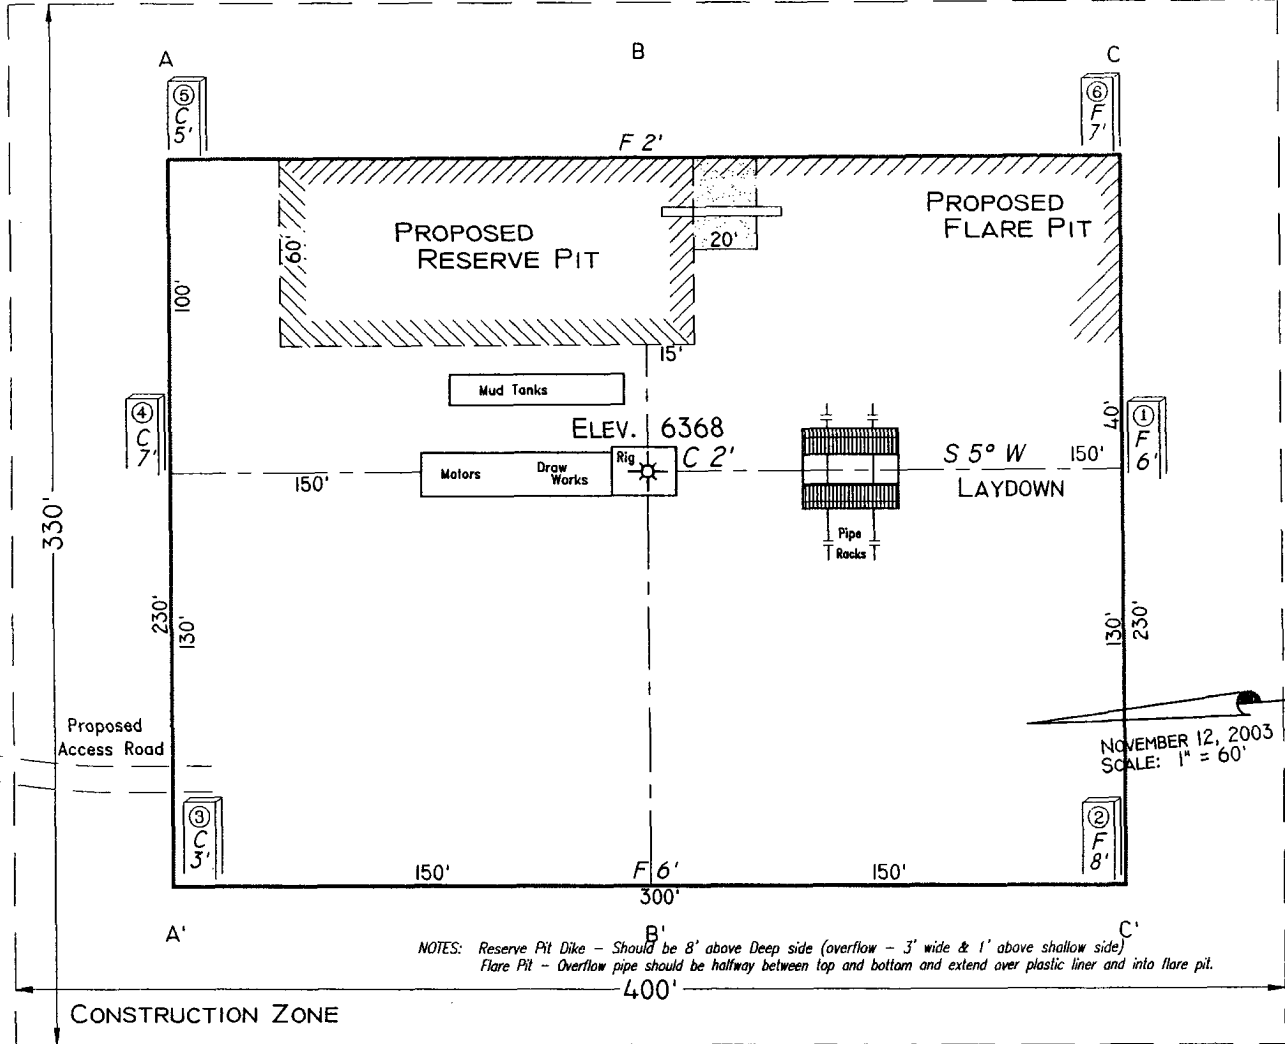 A
B
C
⑤
C
5'
⑥
F
7'
F 2'
PROPOSED
RESERVE PIT
PROPOSED
FLARE PIT
60'
20'
100'
15'
Mud Tanks
④
C
7'
ELEV. 6368
Rig
C 2'
40'
①
F
6'
Motors
Draw
Works
S 5° W
150'
150'
LAYDOWN
Pipe
Racks
330'
230'
130'
130'
230'
Proposed
Access Road
NOVEMBER 12, 2003
SCALE: 1" = 60'
③
C
3'
②
F
8'
150'
F 6'
150'
300'
A'
B'
C'
NOTES: Reserve Pit Dike – Should be 8' above Deep side (overflow – 3' wide & 1' above shallow side)
Flare Pit – Overflow pipe should be halfway between top and bottom and extend over plastic liner and into flare pit.
400'
CONSTRUCTION ZONE